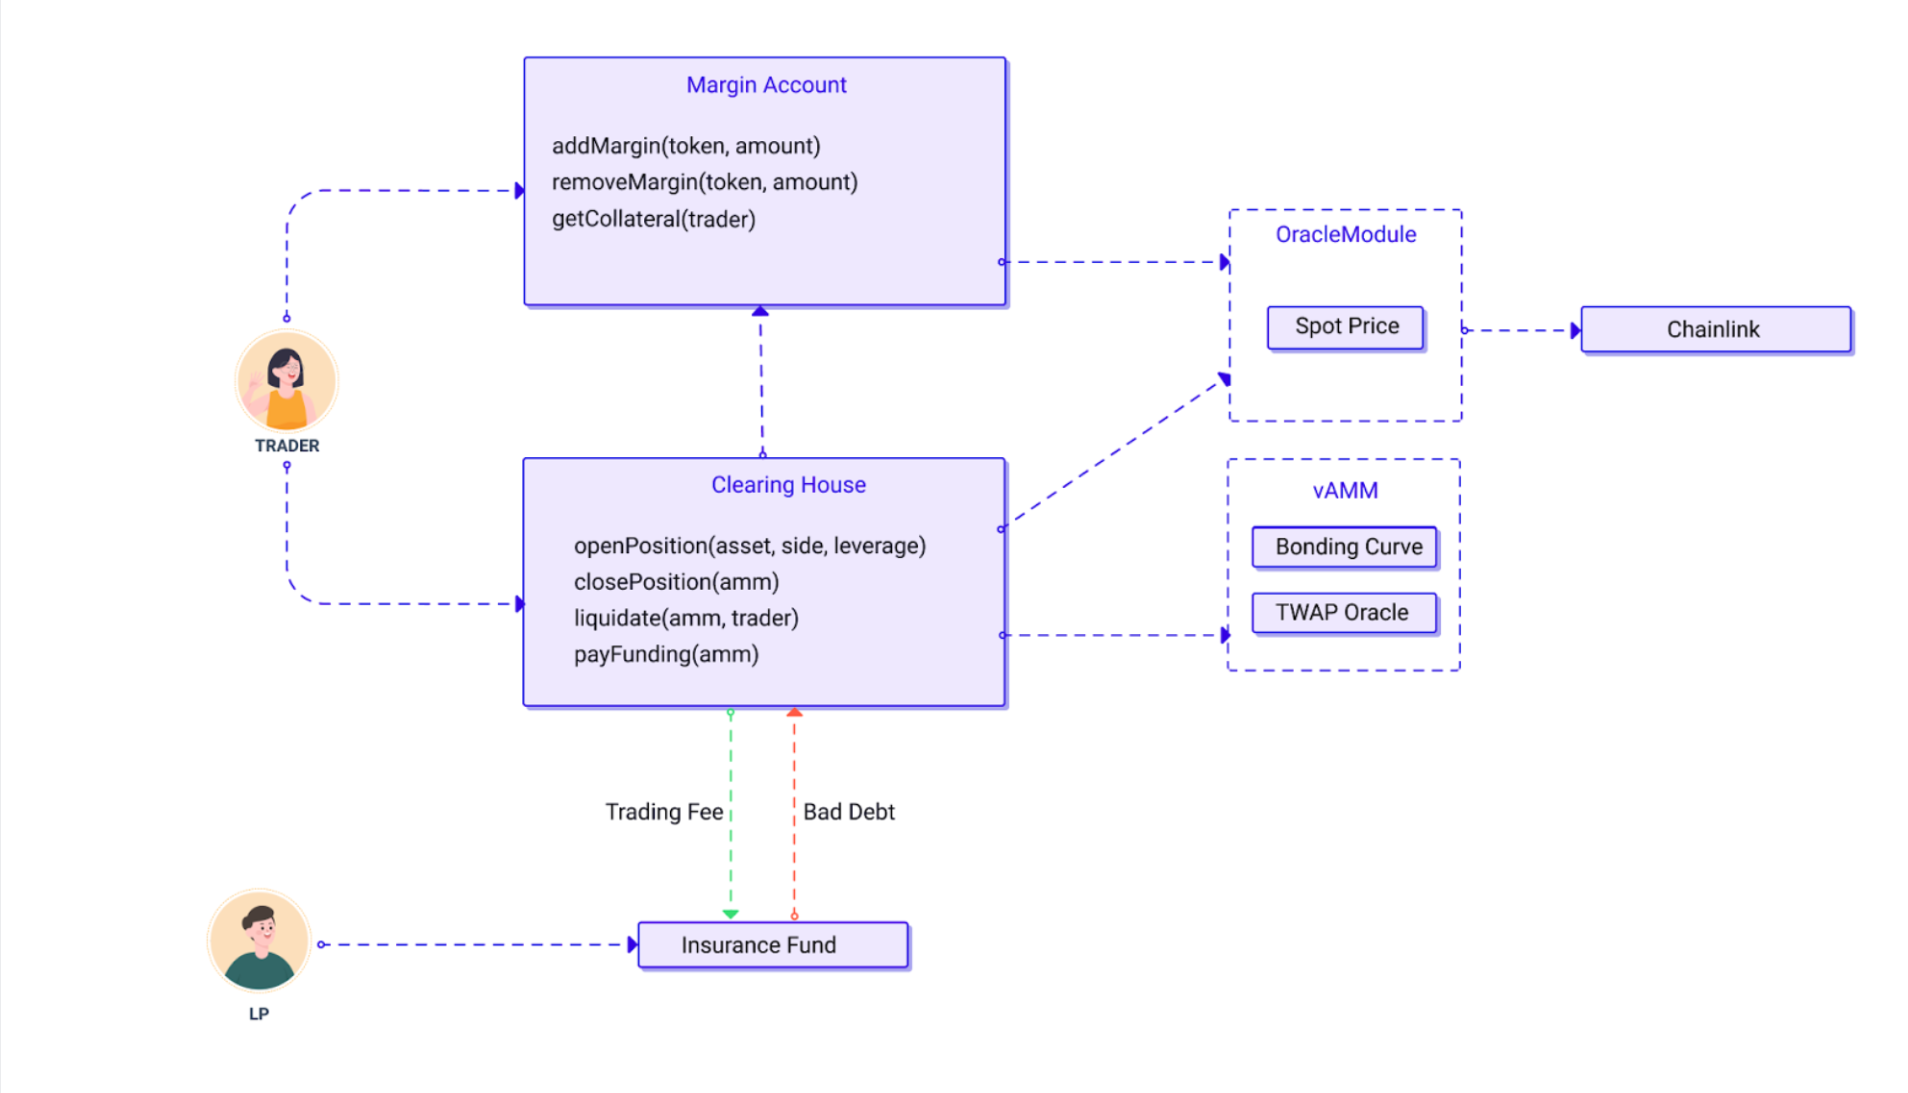 Margin Account
addMargin(token, amount)
removeMargin(token, amount)
getCollateral(trader)
OracleModule
Spot Price
Chainlink
TRADER
Clearing House
openPosition(asset, side, leverage)
closePosition(amm)
liquidate(amm, trader)
payFunding(amm)
vAMM
Bonding Curve
TWAP Oracle
Trading Fee
Bad Debt
Insurance Fund
LP